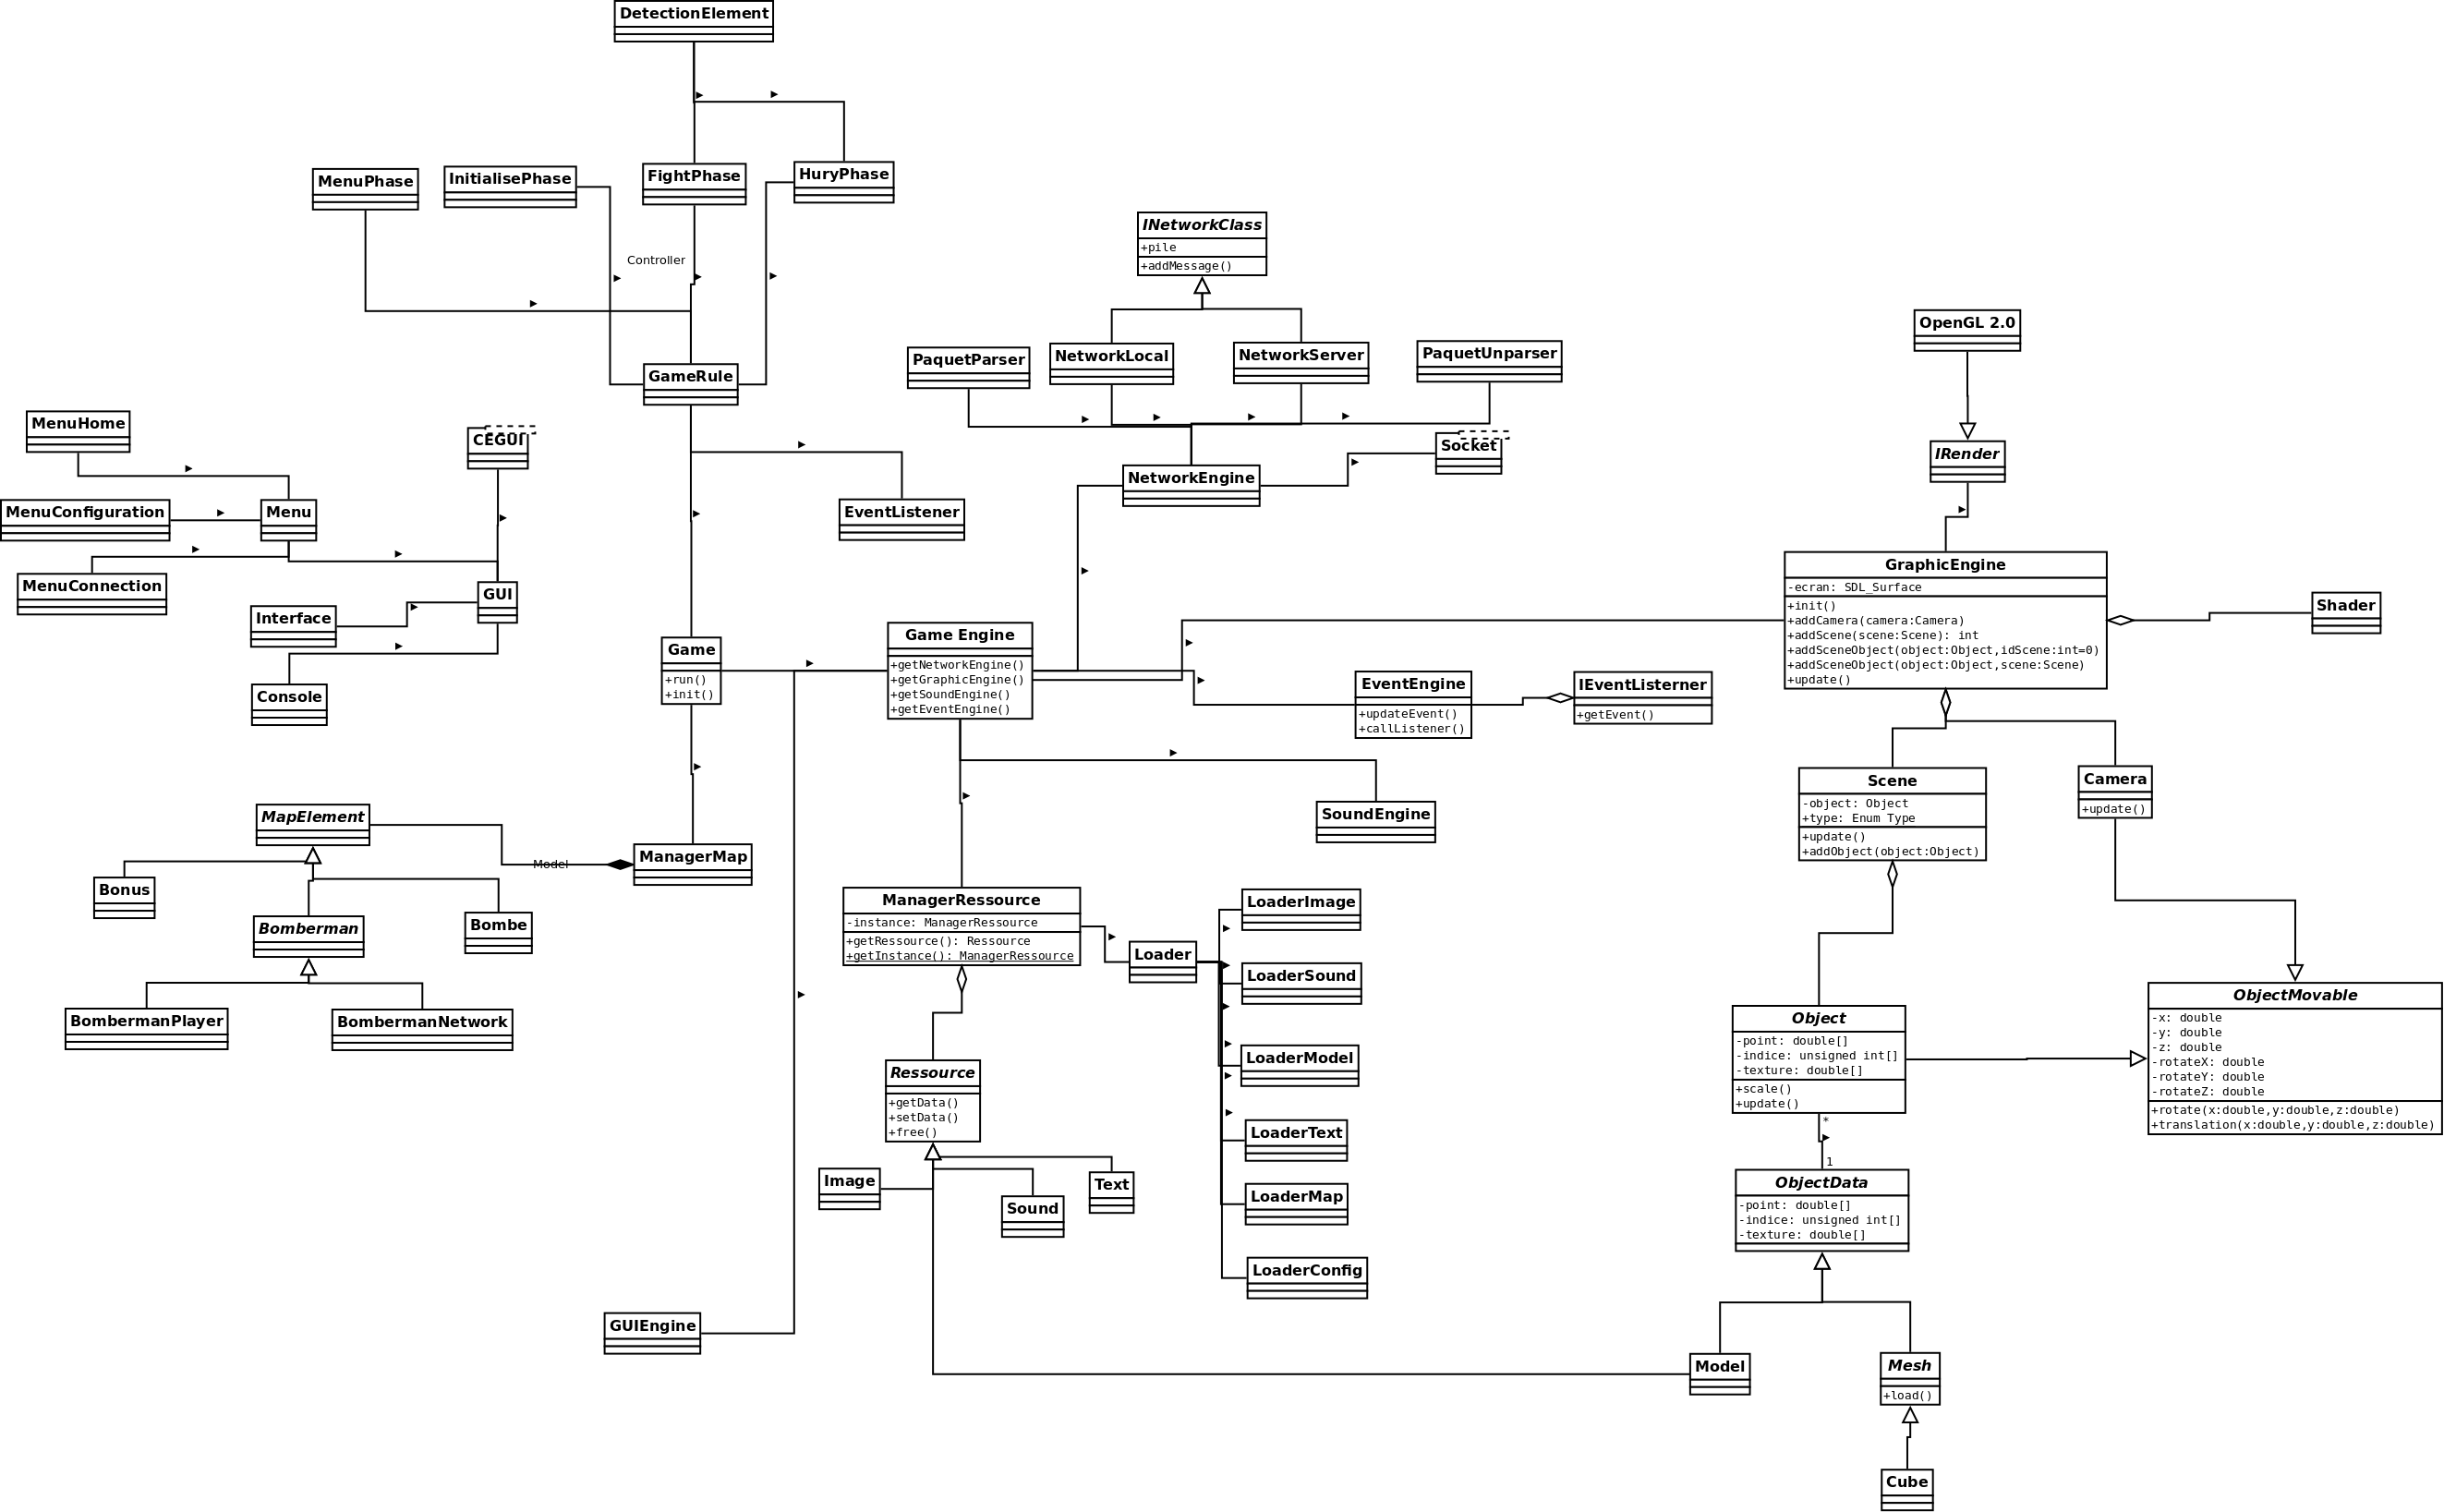 DetectionElement
MenuPhase
InitialisePhase
FightPhase
HuryPhase
Controller
INetworkClass
+pile
+addMessage()
OpenGL 2.0
PaquetParser
NetworkLocal
NetworkServer
PaquetUnparser
GameRule
MenuHome
CEGUI
Socket
IRender
NetworkEngine
MenuConfiguration
Menu
EventListener
MenuConnection
GUI
Interface
Console
GraphicEngine
-ecran: SDL_Surface
+init()
+addCamera(camera:Camera)
+addScene(scene:Scene): int
+addSceneObject(object:Object,idScene:int=0)
+addSceneObject(object:Object,scene:Scene)
+update()
Shader
Game
+run()
+init()
Game Engine
+getNetworkEngine()
+getGraphicEngine()
+getSoundEngine()
+getEventEngine()
EventEngine
+updateEvent()
+callListener()
IEventListerner
+getEvent()
Scene
-object: Object
+type: Enum Type
+update()
+addObject(object:Object)
Camera
+update()
SoundEngine
MapElement
Model
ManagerMap
Bonus
Bomberman
Bombe
BombermanPlayer
BombermanNetwork
ManagerRessource
-instance: ManagerRessource
+getRessource(): Ressource
+getInstance(): ManagerRessource
Loader
LoaderImage
LoaderSound
LoaderModel
LoaderText
LoaderMap
LoaderConfig
Ressource
+getData()
+setData()
+free()
Image
Sound
Text
Object
-point: double[]
-indice: unsigned int[]
-texture: double[]
+scale()
+update()
*
1
ObjectMovable
-x: double
-y: double
-z: double
-rotateX: double
-rotateY: double
-rotateZ: double
+rotate(x:double,y:double,z:double)
+translation(x:double,y:double,z:double)
ObjectData
-point: double[]
-indice: unsigned int[]
-texture: double[]
GUIEngine
Model
Mesh
+load()
Cube